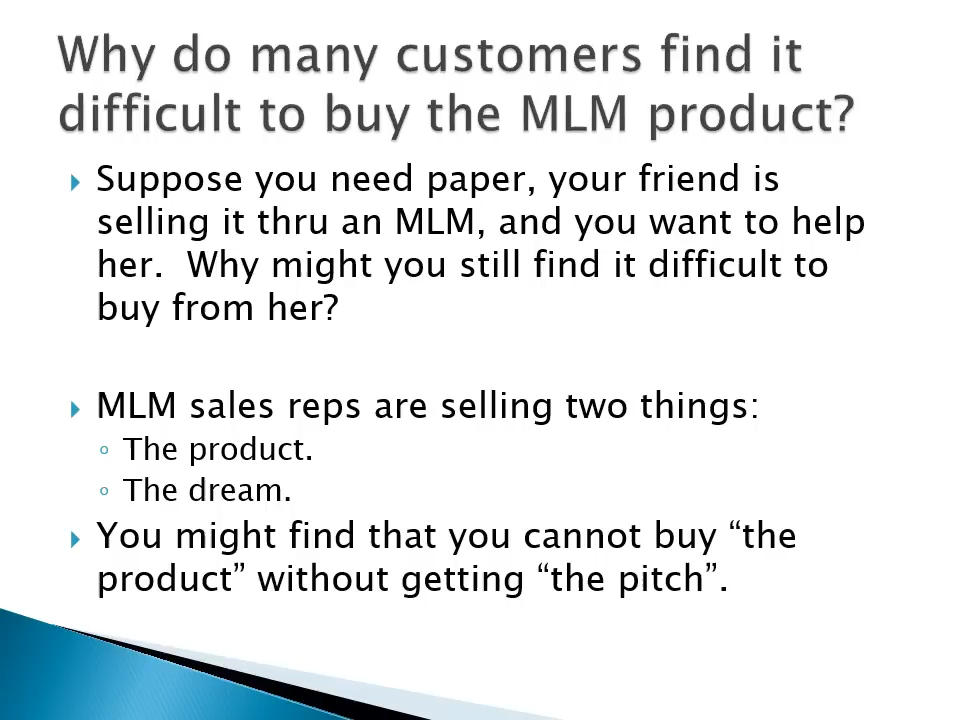 Why do many customers find it
difficult to buy the MLM product?
Suppose you need paper, your friend is
selling it thru an MLM, and you want to help
her.  Why might you still find it difficult to
buy from her?
MLM sales reps are selling two things:
The product.
The dream.
You might find that you cannot buy “the
product” without getting “the pitch”.